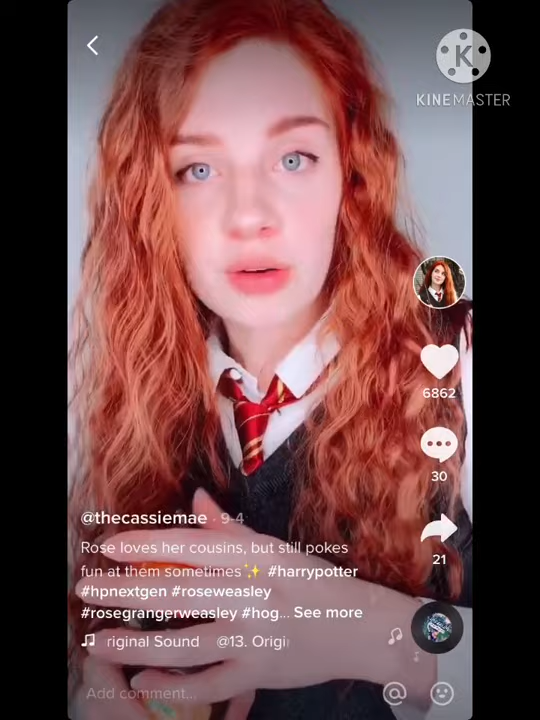 K
KINEMASTER
6862
30
21
@thecassiemae · 9-4
Rose loves her cousins, but still pokes
fun at them sometimes✨ #harrypotter
#hpnextgen #roseweasley
#rosegrangerweasley #hog... See more
riginal Sound @13. Origi
Add comment...